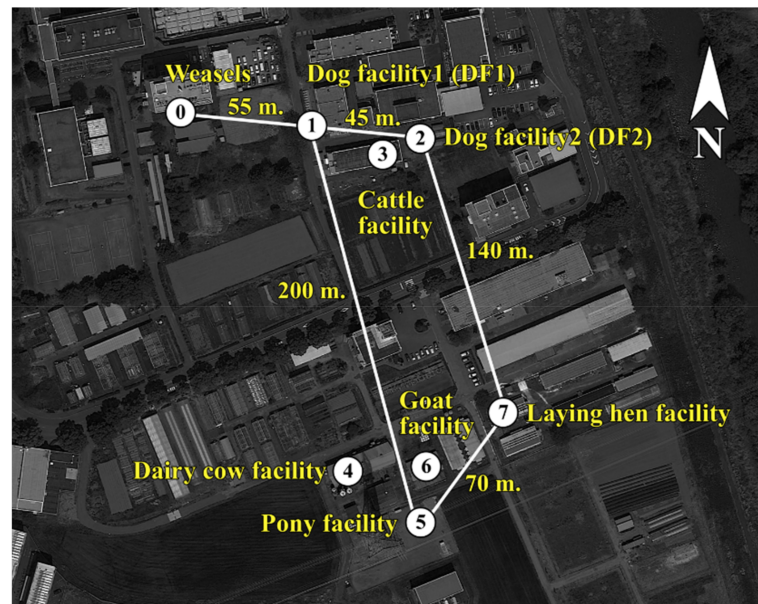 Weasels
Dog facility1 (DF1)
0
55 m.
1
45 m.
2
Dog facility2 (DF2)
3
Cattle
facility
N
140 m.
200 m.
Goat
facility
7
Laying hen facility
Dairy cow facility
4
6
70 m.
Pony facility
5